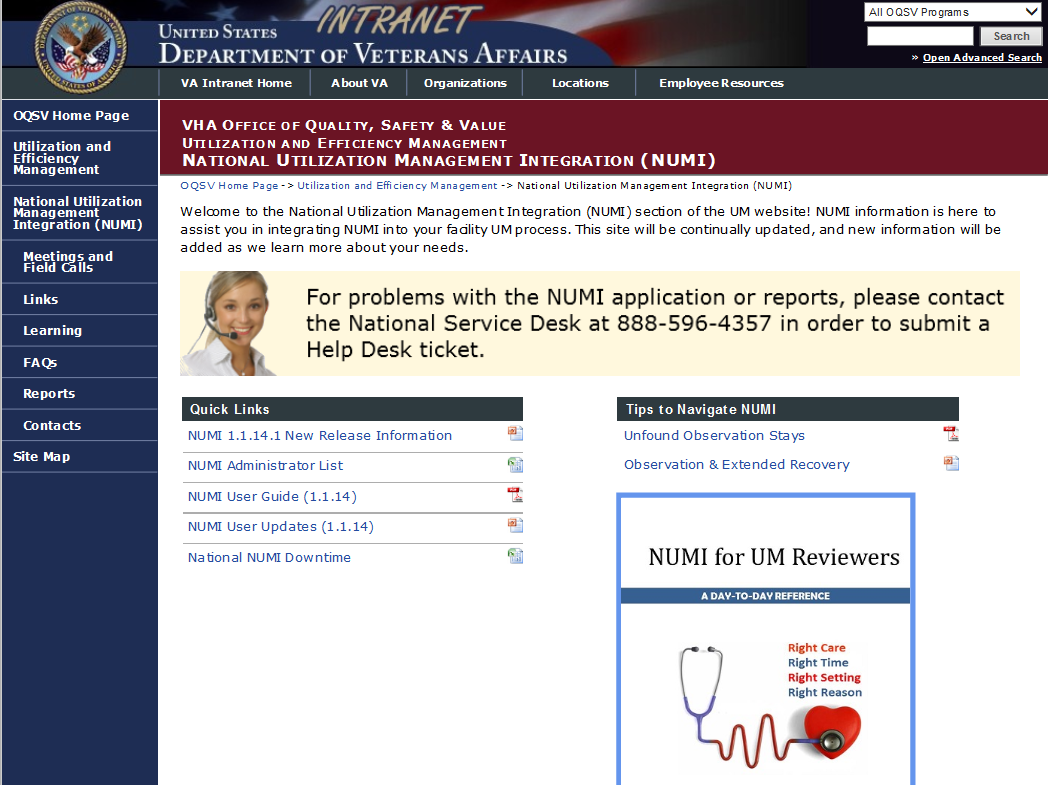 INTRANET
All OQSV Programs
UNITED STATES
DEPARTMENT OF VETERANS AFFAIRS
Search
» Open Advanced Search
VA Intranet Home
About VA
Organizations
Locations
Employee Resources
OQSV Home Page
Utilization and
Efficiency
Management
National Utilization
Management
Integration (NUMI)
Meetings and
Field Calls
Links
Learning
FAQs
Reports
Contacts
Site Map
VHA OFFICE OF QUALITY, SAFETY & VALUE
UTILIZATION AND EFFICIENCY MANAGEMENT
NATIONAL UTILIZATION MANAGEMENT INTEGRATION (NUMI)
OQSV Home Page -> Utilization and Efficiency Management -> National Utilization Management Integration (NUMI)
Welcome to the National Utilization Management Integration (NUMI) section of the UM website! NUMI information is here to
assist you in integrating NUMI into your facility UM process. This site will be continually updated, and new information will be
added as we learn more about your needs.
For problems with the NUMI application or reports, please contact
the National Service Desk at 888-596-4357 in order to submit a
Help Desk ticket.
Quick Links
NUMI 1.1.14.1 New Release Information
NUMI Administrator List
NUMI User Guide (1.1.14)
NUMI User Updates (1.1.14)
National NUMI Downtime
Tips to Navigate NUMI
Unfound Observation Stays
Observation & Extended Recovery
NUMI for UM Reviewers
A DAY-TO-DAY REFERENCE
Right Care
Right Time
Right Setting
Right Reason